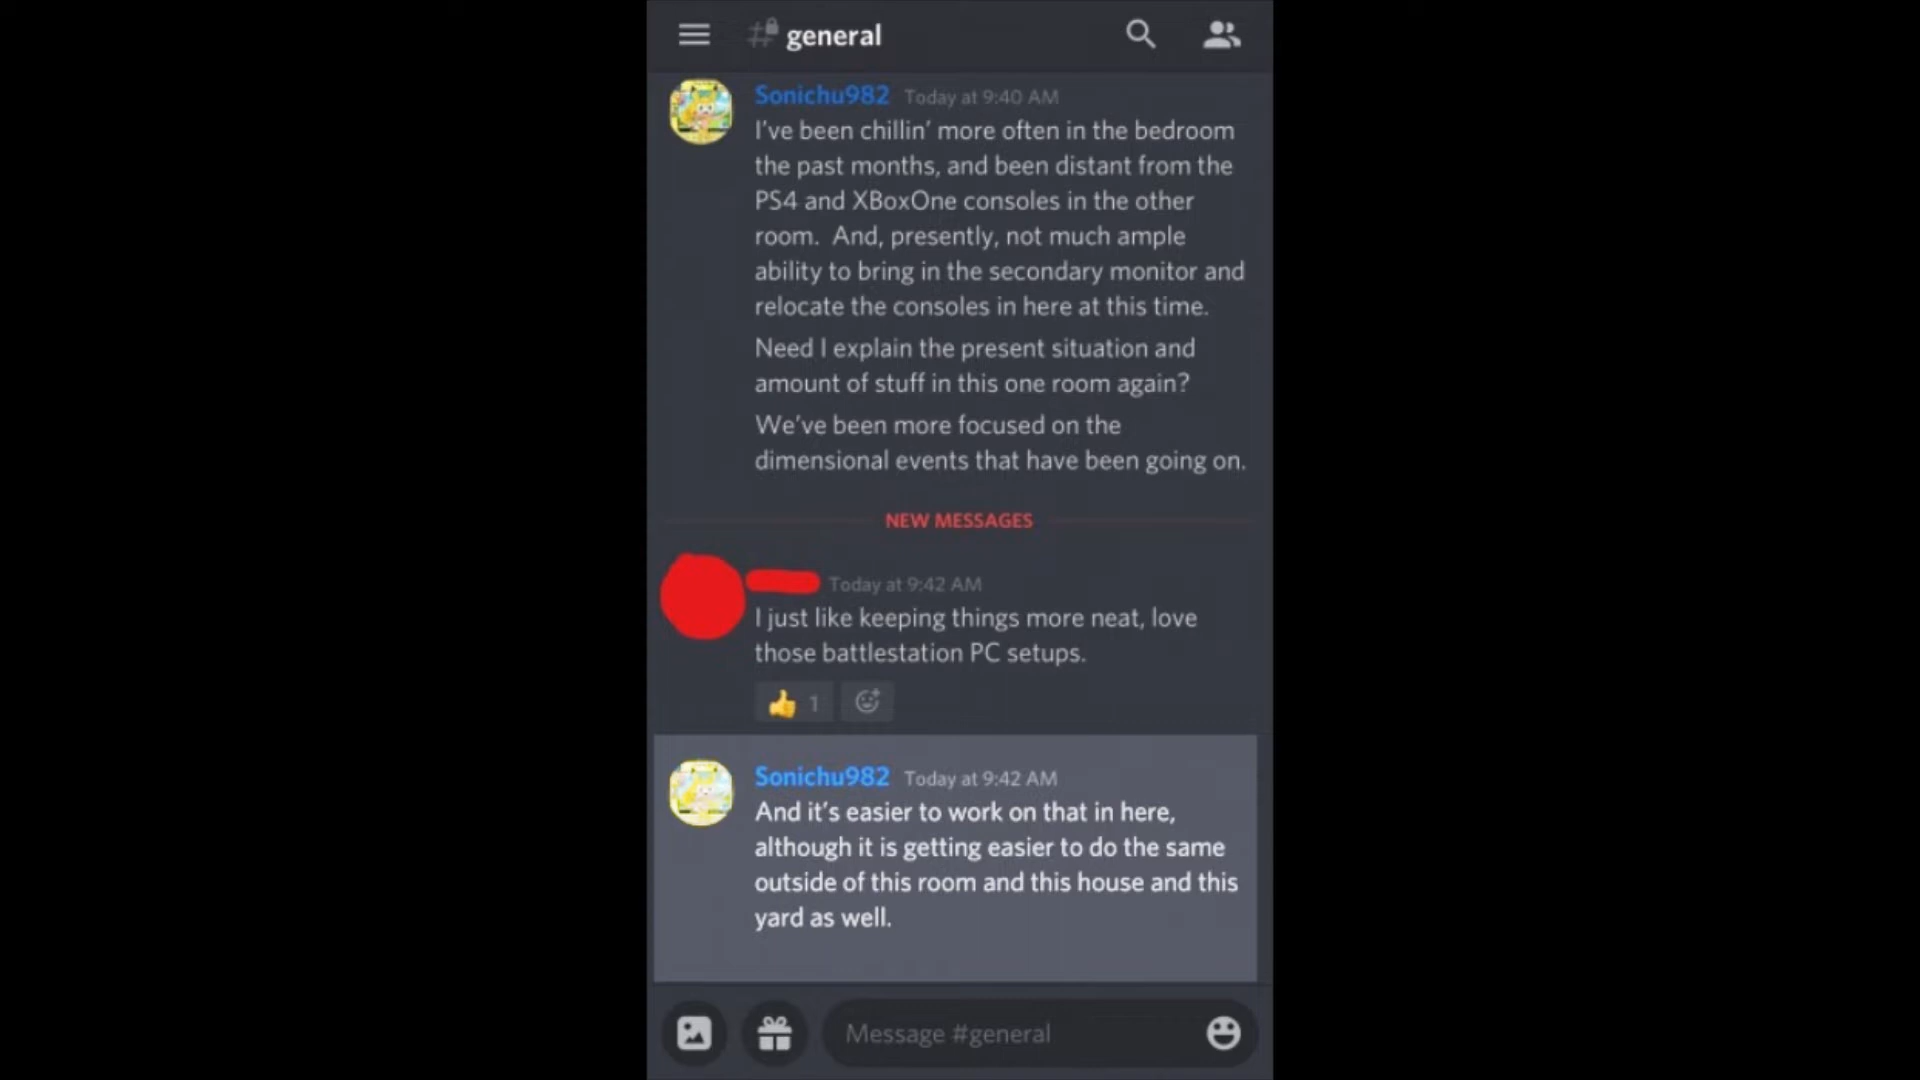 general
Sonichu982 Today at 9:40 AM
I've been chillin' more often in the bedroom
the past months, and been distant from the
PS4 and XBoxOne consoles in the other
room.  And, presently, not much ample
ability to bring in the secondary monitor and
relocate the consoles in here at this time.
Need I explain the present situation and
amount of stuff in this one room again?
We've been more focused on the
dimensional events that have been going on.
NEW MESSAGES
Today at 9:42 AM
I just like keeping things more neat, love
those battlestation PC setups.
1
Sonichu982 Today at 9:42 AM
And it's easier to work on that in here,
although it is getting easier to do the same
outside of this room and this house and this
yard as well.
Message #general